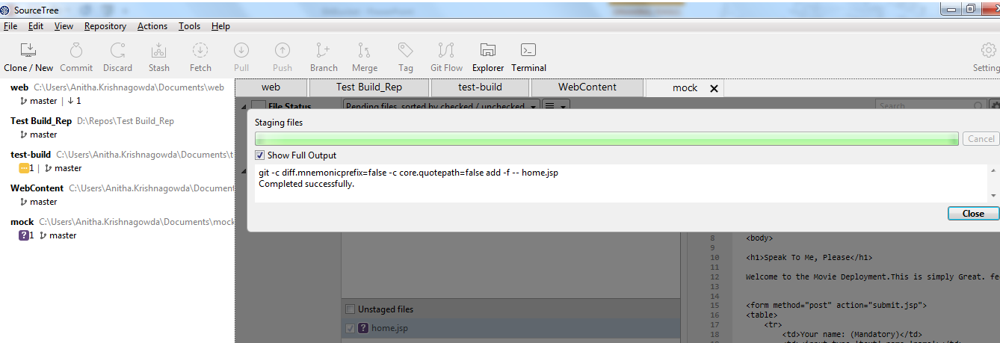 SourceTree
File Edit View Repository Actions Tools Help
Clone / New Commit Discard Stash Fetch Pull Push Branch Merge Tag Git Flow Explorer Terminal
web C:\Users\Anitha.Krishnagowda\Documents\web
master | 1
Test Build_Rep D:\Repos\Test Build_Rep
master
test-build C:\Users\Anitha.Krishnagowda\Documents\t
1 | master
WebContent C:\Users\Anitha.Krishnagowda\Documents\
master
mock C:\Users\Anitha.Krishnagowda\Documents\mock
?1 master
web Test Build_Rep test-build WebContent mock
File Status Pending files, sorted by checked / unchecked Search
Staging files
Cancel
Show Full Output
git -c diff.mnemonicprefix=false -c core.quotepath=false add -f -- home.jsp
Completed successfully.
Close
Unstaged files
? home.jsp
8 <body>
9
10 <h1>Speak To Me, Please</h1>
11
12 Welcome to the Movie Deployment.This is simply Great.
13
14
15 <form method="post" action="submit.jsp">
16 <table>
17 <tr>
18 <td>Your name: (Mandatory)</td>